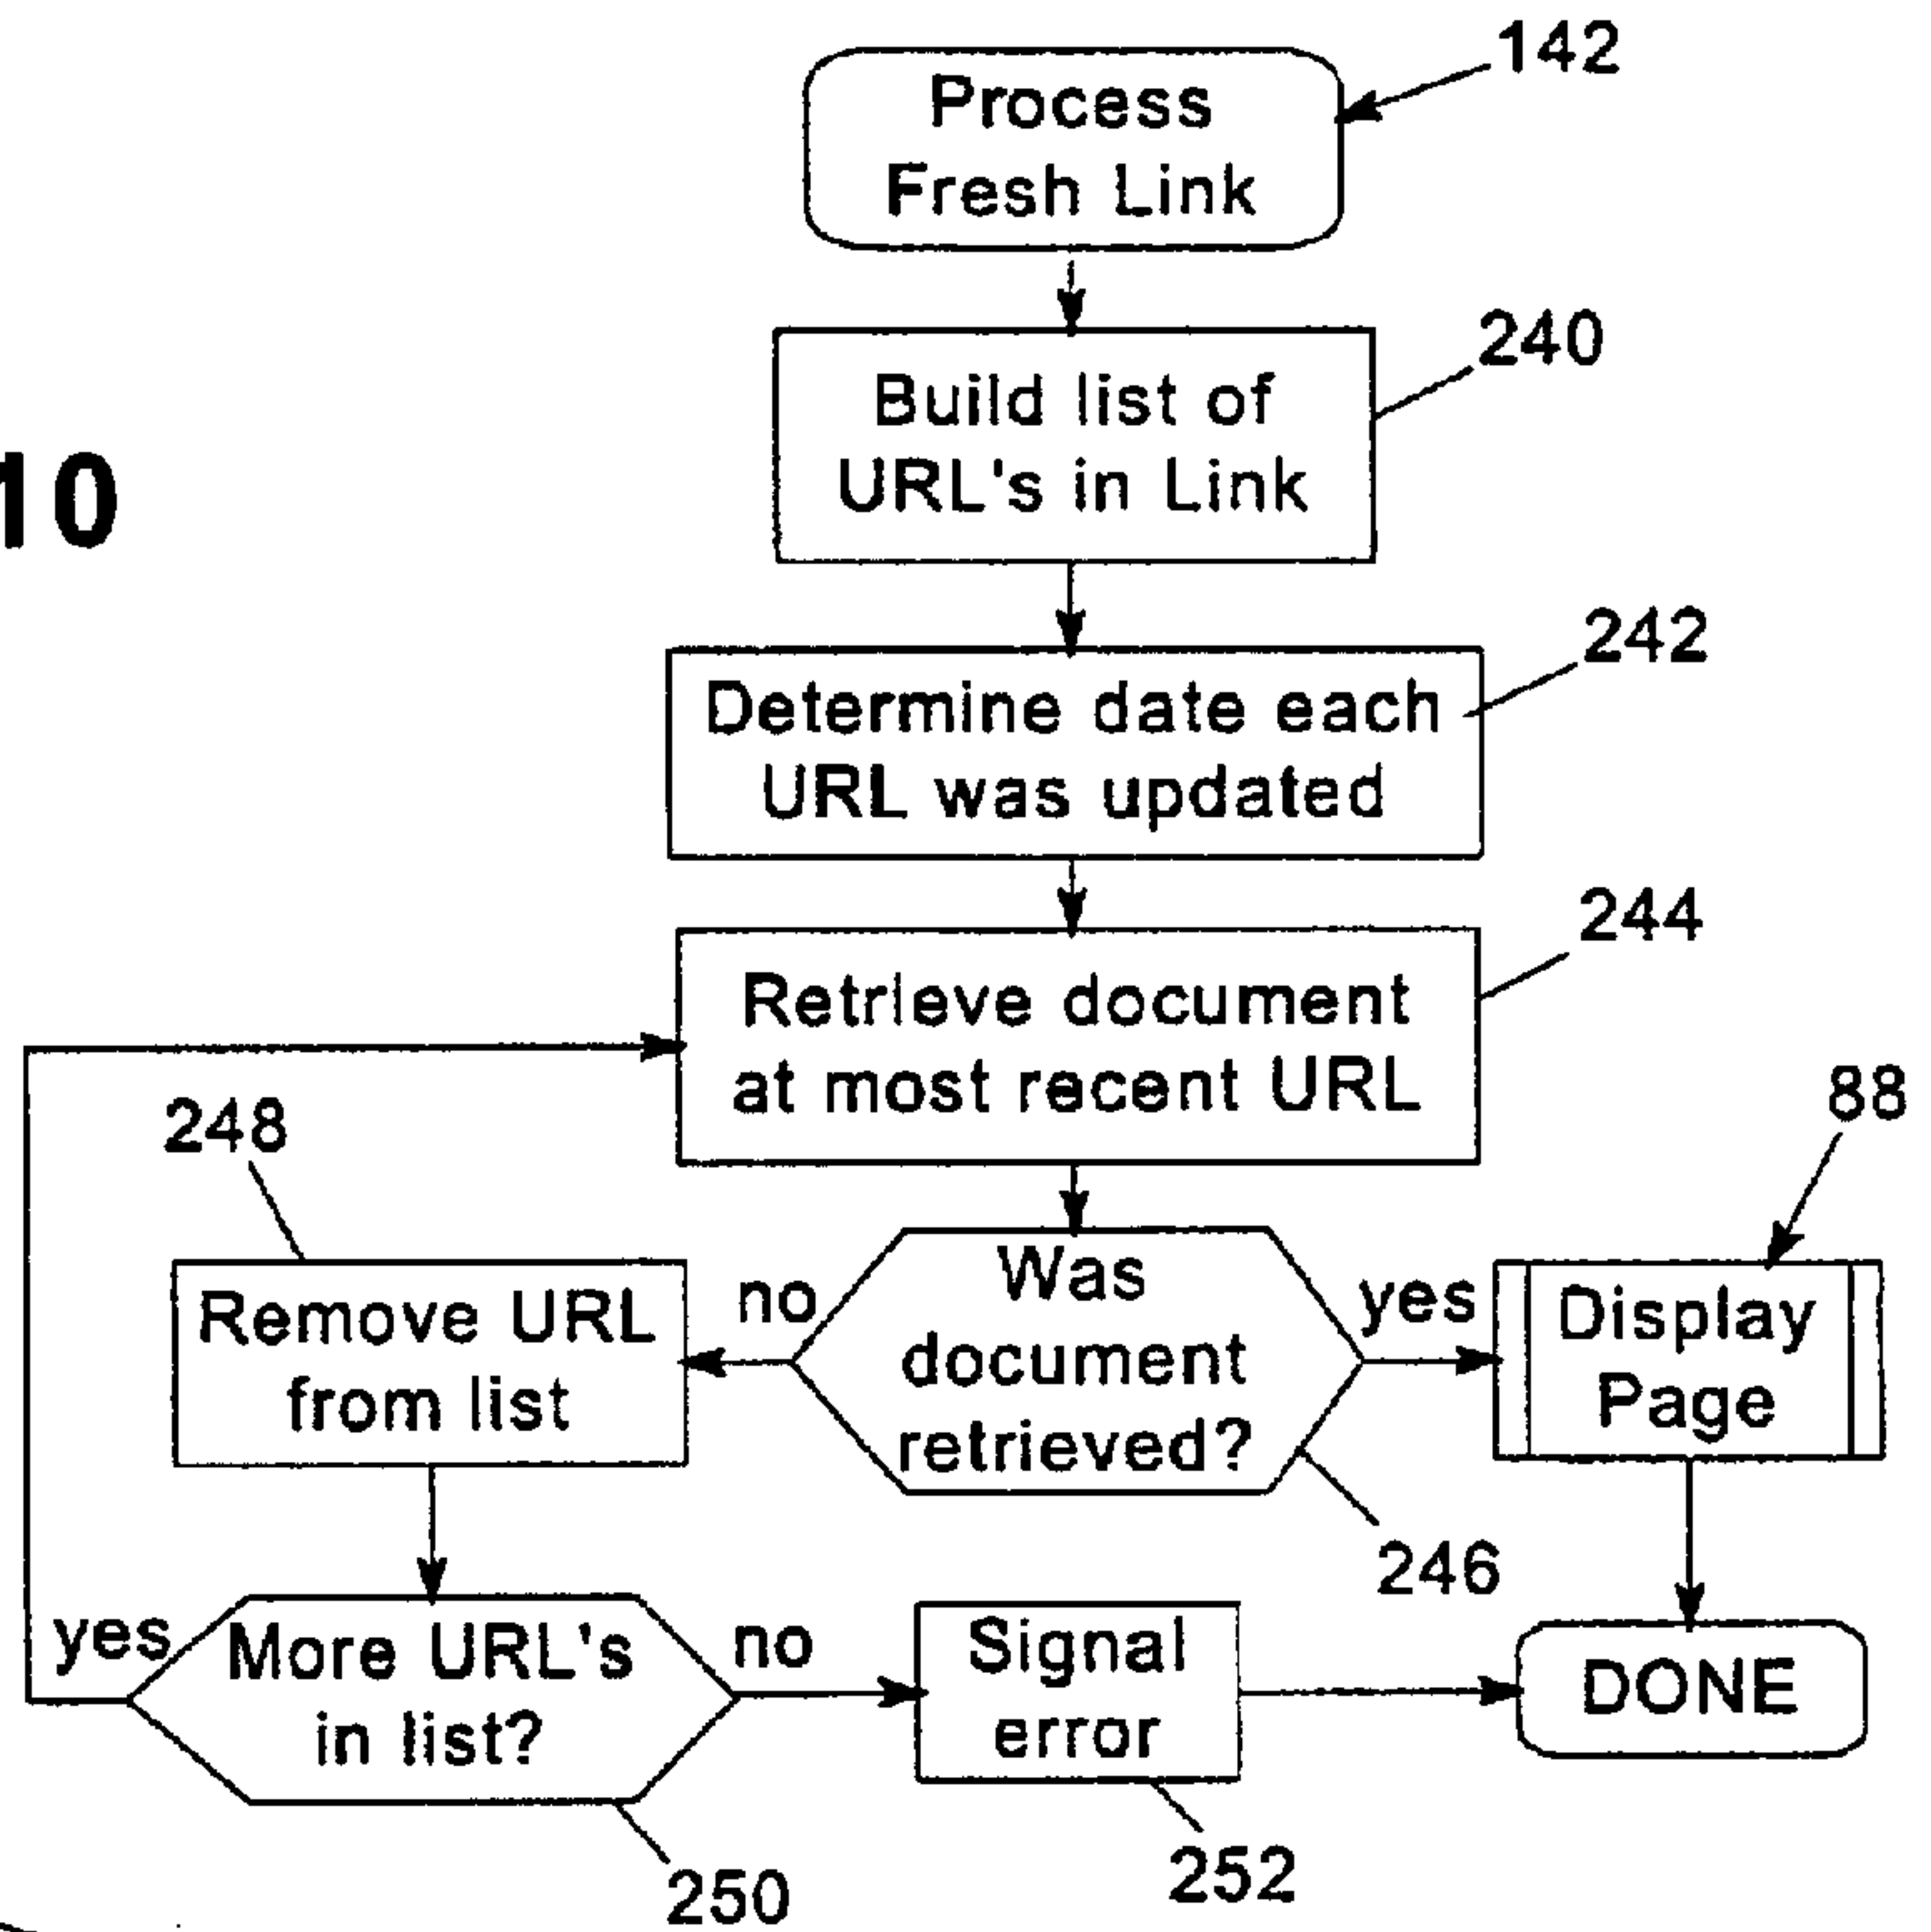 142
Process
Fresh Link
240
Build list of
URL's in Link
10
242
Determine date each
URL was updated
244
Retrieve document
at most recent URL
88
248
Was
document
retrieved?
no
yes
Remove URL
from list
Display
Page
246
yes
More URL's
in list?
no
Signal
error
DONE
250
252